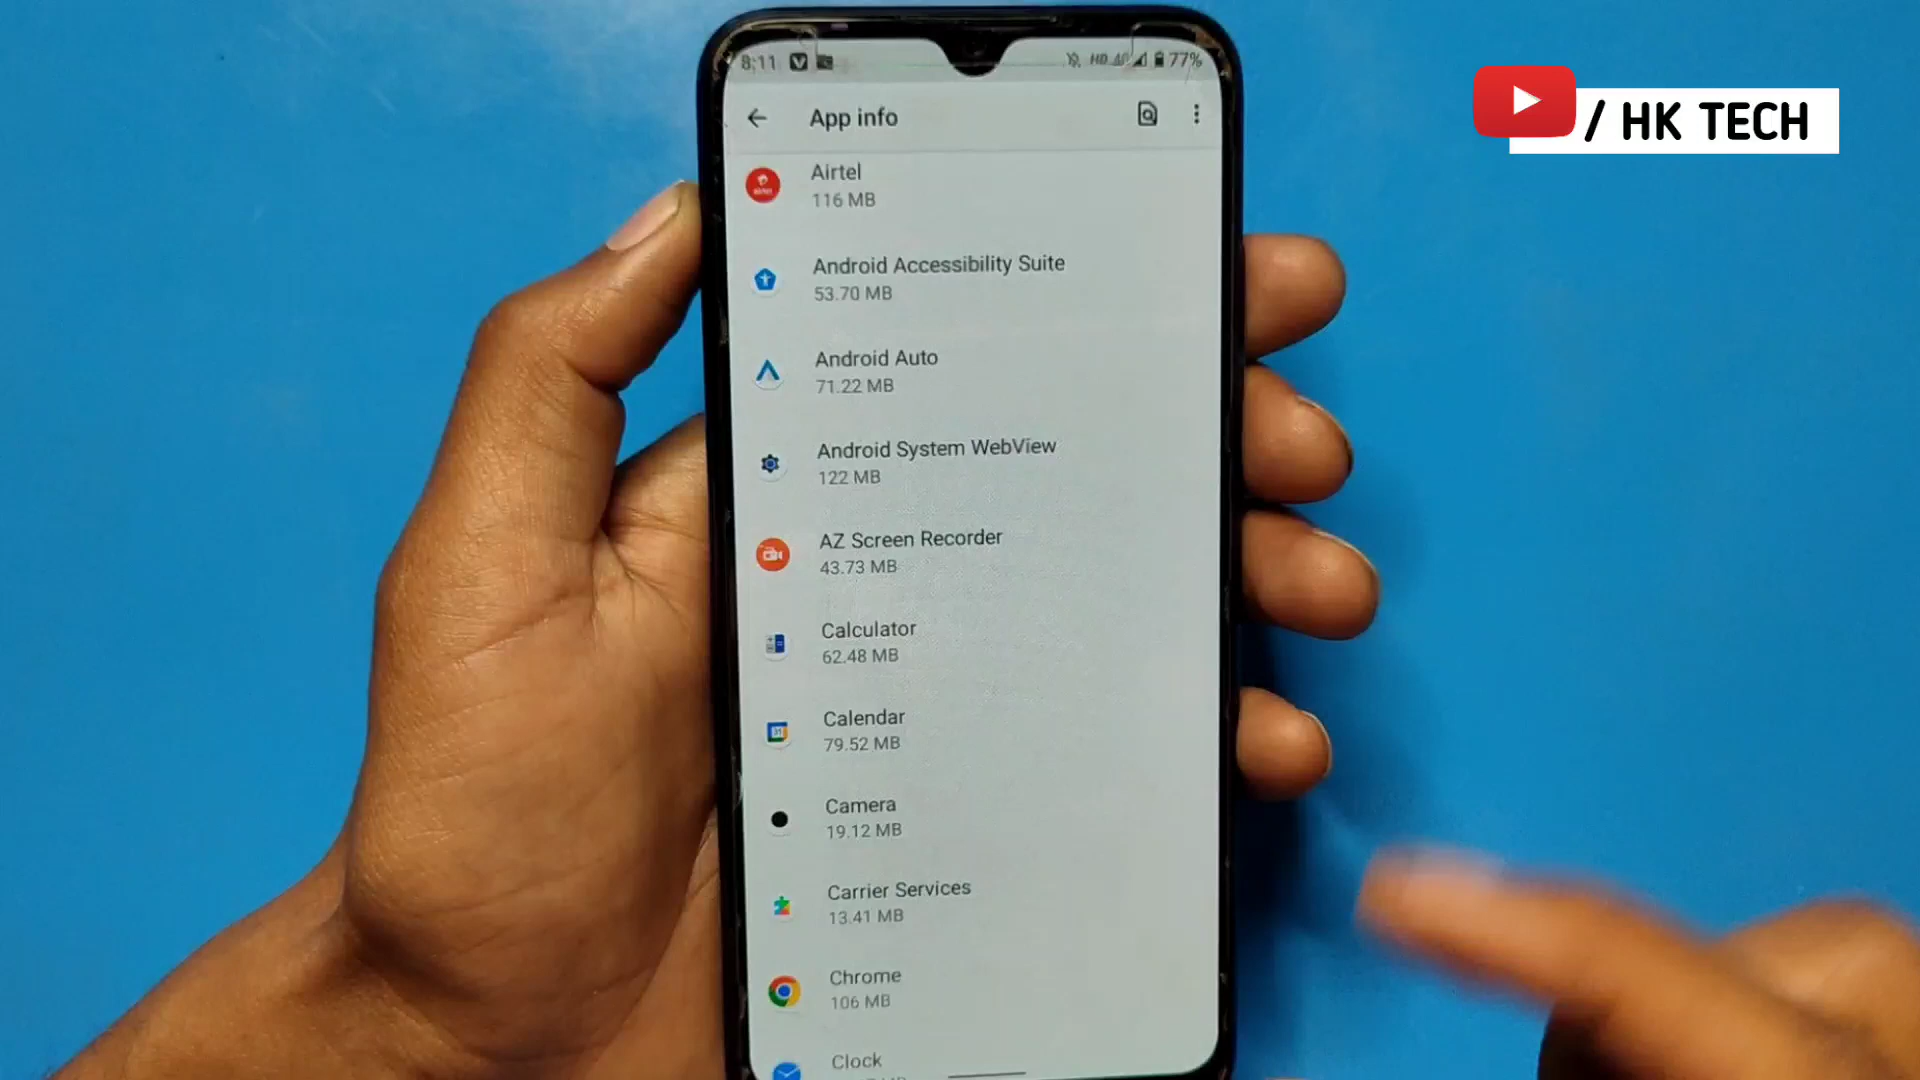 8:11
HD 4G 77%
App info
/ HK TECH
Airtel
116 MB
Android Accessibility Suite
53.70 MB
Android Auto
71.22 MB
Android System WebView
122 MB
AZ Screen Recorder
43.73 MB
Calculator
62.48 MB
Calendar
79.52 MB
Camera
19.12 MB
Carrier Services
13.41 MB
Chrome
106 MB
Clock